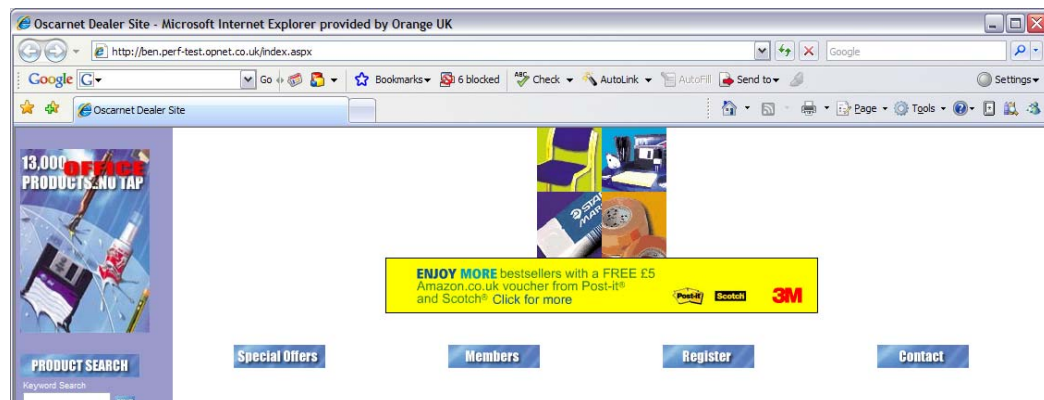 Oscarnet Dealer Site - Microsoft Internet Explorer provided by Orange UK
http://ben.perf-test.opnet.co.uk/index.aspx
Google
Google G
Go
Bookmarks
6 blocked
ABC Check
AutoLink
AutoFill
Send to
Settings
Oscarnet Dealer Site
Page
Tools
13,000 OFFICE
PRODUCTS..NO TAP
STA
MAR
ENJOY MORE bestsellers with a FREE £5
Amazon.co.uk voucher from Post-it®
and Scotch® Click for more
Post-it
Scotch
3M
PRODUCT SEARCH
Special Offers
Members
Register
Contact
Keyword Search